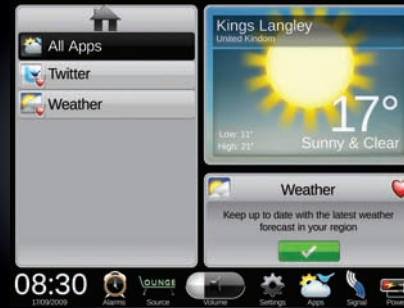 All Apps
Twitter
Weather
Kings Langley
United Kindom
17°
Low: 11°
High: 21°
Sunny & Clear
Weather
Keep up to date with the latest weather
forecast in your region
08:30
17/09/2009
Alarms
LOUNGE
Source
Volume
Settings
Apps
Signal
Power